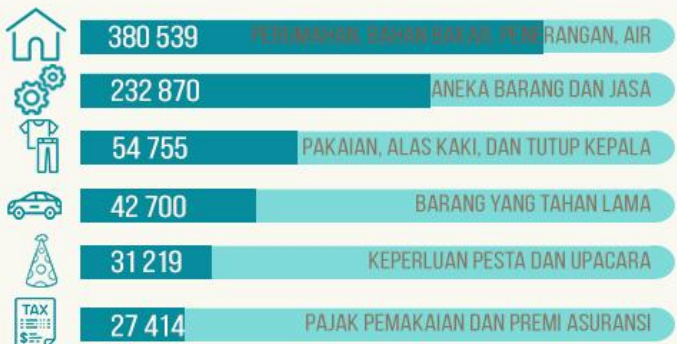 380 539 PERUMAHAN, BAHAN BAKAR, PENERANGAN, AIR
232 870 ANEKA BARANG DAN JASA
54 755 PAKAIAN, ALAS KAKI, DAN TUTUP KEPALA
42 700 BARANG YANG TAHAN LAMA
31 219 KEPERLUAN PESTA DAN UPACARA
TAX
27 414 PAJAK PEMAKAIAN DAN PREMI ASURANSI